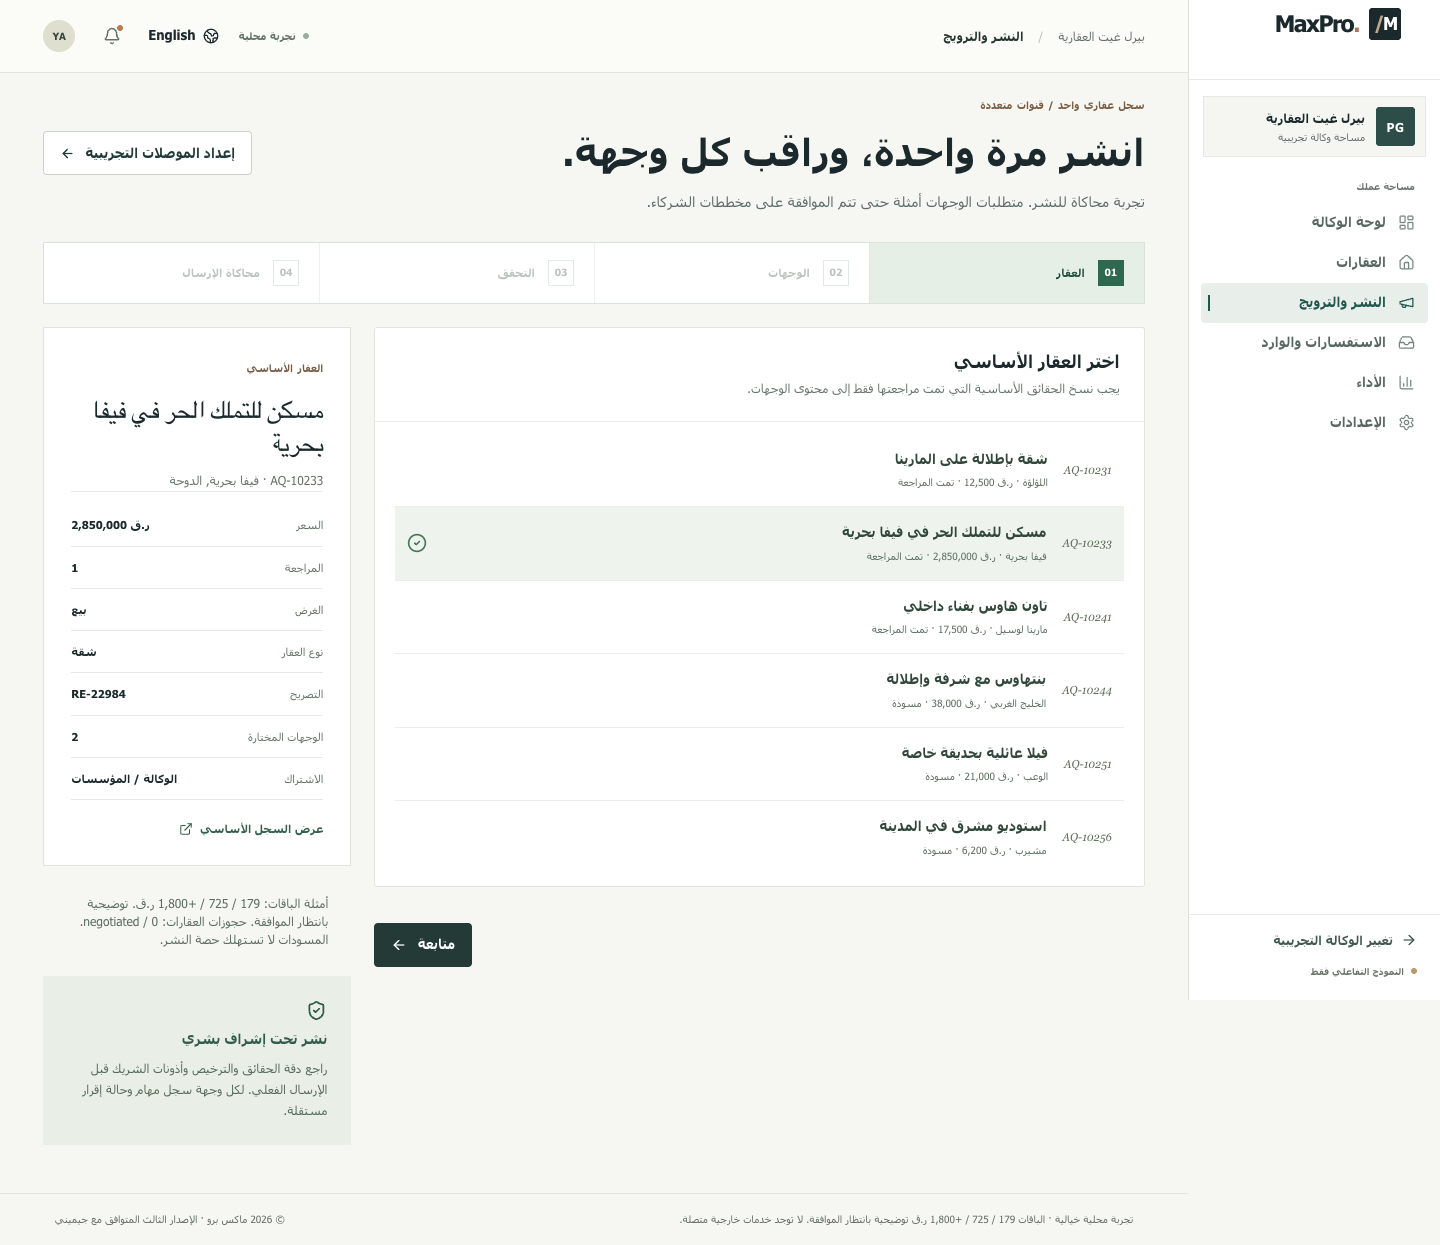 /M MaxPro.
PG
بيرل غيت العقارية
مساحة وكالة تجريبية
مساحة عملك
لوحة الوكالة
العقارات
النشر والترويج
الاستفسارات والوارد
الأداء
الإعدادات
تغيير الوكالة التجريبية
النموذج التفاعلي فقط
بيرل غيت العقارية / النشر والترويج
تجربة محلية
English
YA
سجل عقاري واحد / قنوات متعددة
انشر مرة واحدة، وراقب كل وجهة.
تجربة محاكاة للنشر. متطلبات الوجهات أمثلة حتى تتم الموافقة على مخططات الشركاء.
إعداد الموصلات التجريبية
01 العقار
02 الوجهات
03 التحقق
04 محاكاة الإرسال
اختر العقار الأساسي
يجب نسخ الحقائق الأساسية التي تمت مراجعتها فقط إلى محتوى الوجهات.
AQ-10231
شقة بإطلالة على المارينا
اللؤلؤة · ر.ق 12,500 · تمت المراجعة
AQ-10233
مسكن للتملك الحر في فيفا بحرية
فيفا بحرية · ر.ق 2,850,000 · تمت المراجعة
AQ-10241
تاون هاوس بفناء داخلي
مارينا لوسيل · ر.ق 17,500 · تمت المراجعة
AQ-10244
بنتهاوس مع شرفة وإطلالة
الخليج الغربي · ر.ق 38,000 · مسودة
AQ-10251
فيلا عائلية بحديقة خاصة
الوعب · ر.ق 21,000 · مسودة
AQ-10256
استوديو مشرق في المدينة
مشيرب · ر.ق 6,200 · مسودة
متابعة
العقار الأساسي
مسكن للتملك الحر في فيفا
بحرية
AQ-10233 · فيفا بحرية, الدوحة
السعر ر.ق 2,850,000
المراجعة 1
الغرض بيع
نوع العقار شقة
التصريح RE-22984
الوجهات المختارة 2
الاشتراك الوكالة / المؤسسات
عرض السجل الأساسي
أمثلة الباقات: 179 / 725 / +1,800 ر.ق. توضيحية
بانتظار الموافقة. حجوزات العقارات: 0 / negotiated.
المسودات لا تستهلك حصة النشر.
نشر تحت إشراف بشري
راجع دقة الحقائق والترخيص وأذونات الشريك قبل
الإرسال الفعلي. لكل وجهة سجل مهام وحالة إقرار
مستقلة.
تجربة محلية خيالية · الباقات 179 / 725 / +1,800 ر.ق توضيحية بانتظار الموافقة. لا توجد خدمات خارجية متصلة.
© 2026 ماكس برو · الإصدار الثالث المتوافق مع جيميني